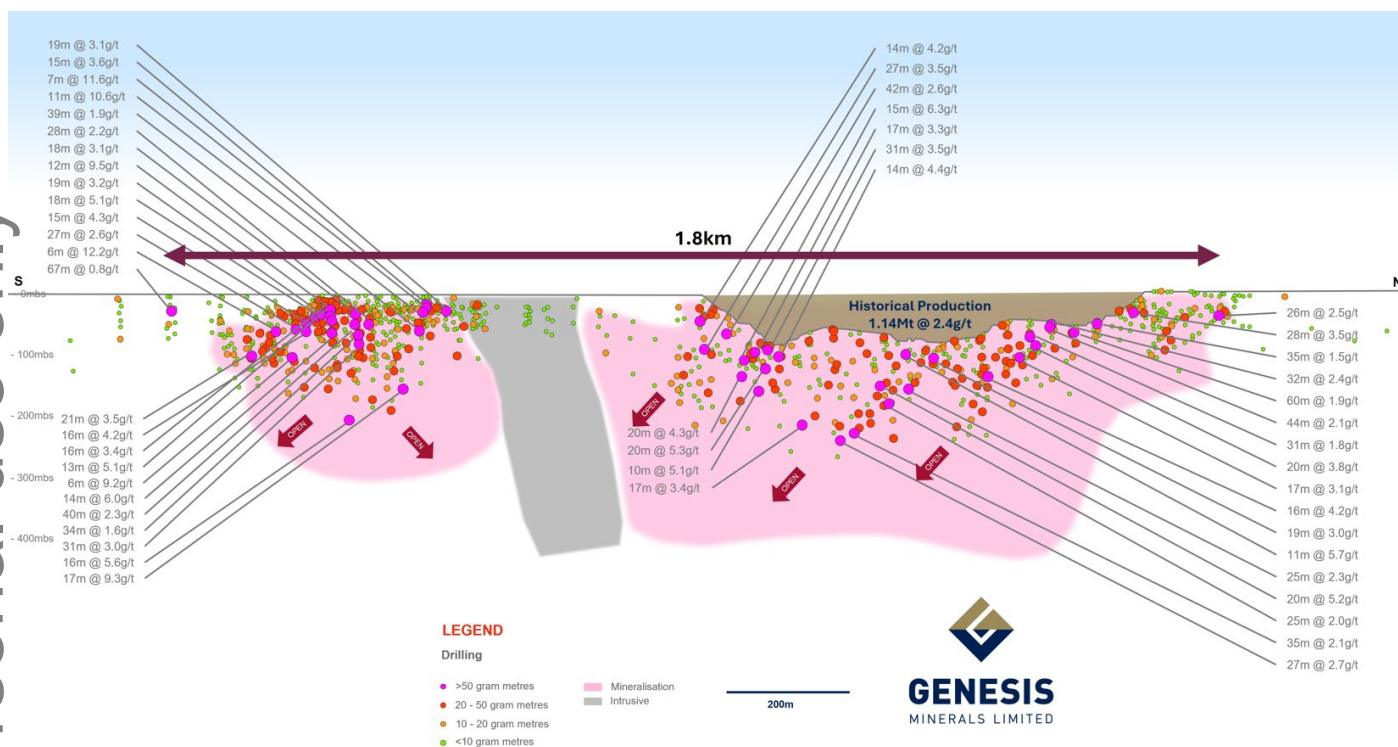 19m @ 3.1g/t
15m @ 3.6g/t
7m @ 11.6g/t
11m @ 10.6g/t
39m @ 1.9g/t
28m @ 2.2g/t
18m @ 3.1g/t
12m @ 9.5g/t
19m @ 3.2g/t
18m @ 5.1g/t
15m @ 4.3g/t
27m @ 2.6g/t
6m @ 12.2g/t
67m @ 0.8g/t
14m @ 4.2g/t
27m @ 3.5g/t
42m @ 2.6g/t
15m @ 6.3g/t
17m @ 3.3g/t
31m @ 3.5g/t
14m @ 4.4g/t
1.8km
S
N
0mbs
- 100mbs
- 200mbs
- 300mbs
- 400mbs
Historical Production
1.14Mt @ 2.4g/t
21m @ 3.5g/t
16m @ 4.2g/t
16m @ 3.4g/t
13m @ 5.1g/t
6m @ 9.2g/t
14m @ 6.0g/t
40m @ 2.3g/t
34m @ 1.6g/t
31m @ 3.0g/t
16m @ 5.6g/t
17m @ 9.3g/t
OPEN
OPEN
OPEN
OPEN
OPEN
20m @ 4.3g/t
20m @ 5.3g/t
10m @ 5.1g/t
17m @ 3.4g/t
26m @ 2.5g/t
28m @ 3.5g/t
35m @ 1.5g/t
32m @ 2.4g/t
60m @ 1.9g/t
44m @ 2.1g/t
31m @ 1.8g/t
20m @ 3.8g/t
17m @ 3.1g/t
16m @ 4.2g/t
19m @ 3.0g/t
11m @ 5.7g/t
25m @ 2.3g/t
20m @ 5.2g/t
25m @ 2.0g/t
35m @ 2.1g/t
27m @ 2.7g/t
LEGEND
Drilling
>50 gram metres
20 - 50 gram metres
10 - 20 gram metres
<10 gram metres
Mineralisation
Intrusive
200m
GENESIS
MINERALS LIMITED